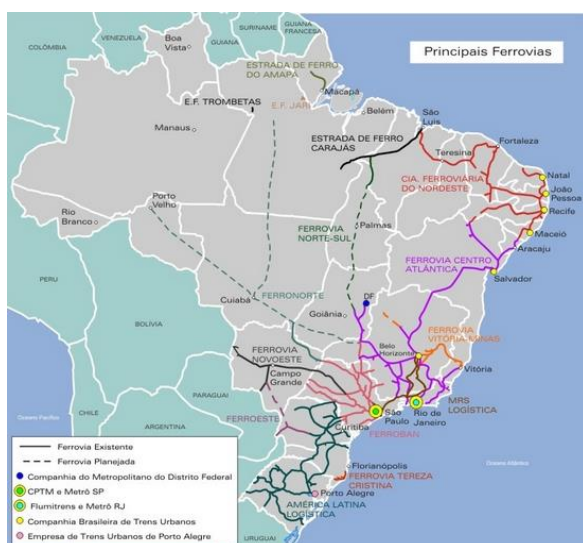 Principais Ferrovias
VENEZUELA
SURINAME
GUIANA
FRANCESA
COLÔMBIA
GUIANA
Boa
Vista
ESTRADA DE FERRO
DO AMAPÁ
Macapá
E.F. TROMBETAS
E.F. JARI
Belém
São
Luis
Manaus
ESTRADA DE FERRO
CARAJÁS
Teresina
Fortaleza
CIA. FERROVIÁRIA
DO NORDESTE
Natal
João
Pessoa
Recife
Porto
Velho
Rio
Branco
FERROVIA
NORTE-SUL
Palmas
Maceió
Aracaju
FERROVIA CENTRO
ATLÂNTICA
Salvador
PERU
Cuiabá
FERRONORTE
DF
Goiânia
BOLÍVIA
Belo
Horizonte
FERROVIA
VITÓRIA-MINAS
Vitória
FERROVIA
NOVOESTE
Campo
Grande
MRS
LOGÍSTICA
PARAGUAI
CHILE
ARGENTINA
FERROESTE
São
Paulo
Rio de
Janeiro
FERROBAN
Curitiba
Oceano Pacífico
Oceano Atlântico
Florianópolis
FERROVIA TEREZA
CRISTINA
Porto Alegre
AMÉRICA LATINA
LOGÍSTICA
URUGUAI
Ferrovia Existente
Ferrovia Planejada
Companhia do Metropolitano do Distrito Federal
CPTM e Metrô SP
Flumitrens e Metrô RJ
Companhia Brasileira de Trens Urbanos
Empresa de Trens Urbanos de Porto Alegre